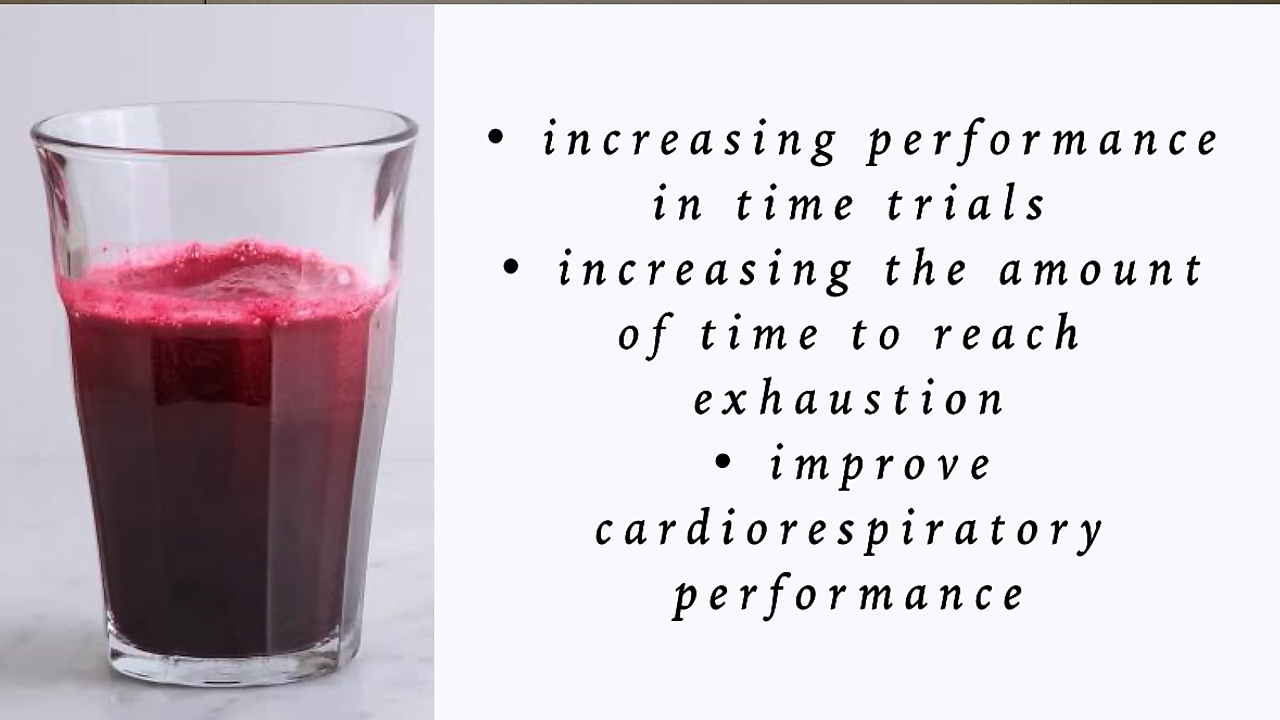 • increasing performance
in time trials
• increasing the amount
of time to reach
exhaustion
• improve
cardiorespiratory
performance